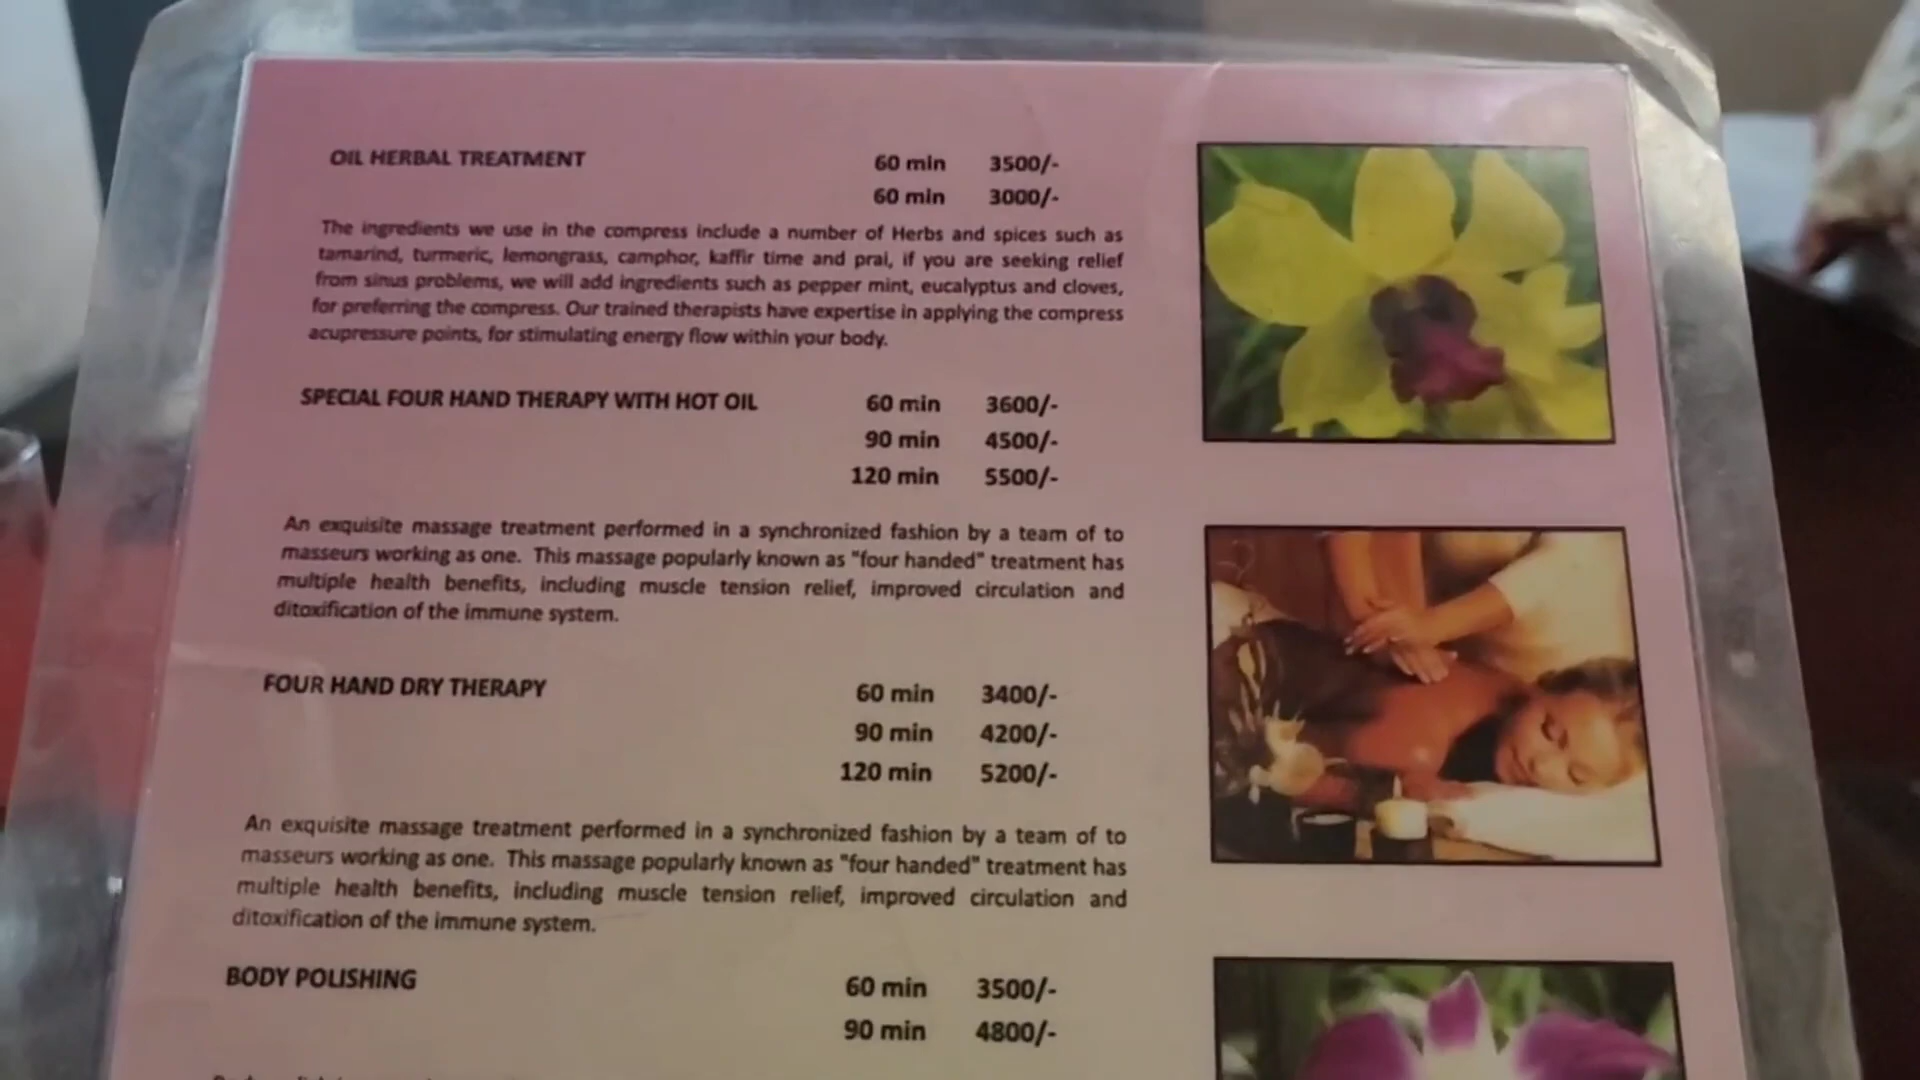 OIL HERBAL TREATMENT 60 min 3500/-
60 min 3000/-
The ingredients we use in the compress include a number of Herbs and spices such as
tamarind, turmeric, lemongrass, camphor, kaffir time and pral, if you are seeking relief
from sinus problems, we will add ingredients such as pepper mint, eucalyptus and cloves,
for preferring the compress. Our trained therapists have expertise in applying the compress
acupressure points, for stimulating energy flow within your body.
SPECIAL FOUR HAND THERAPY WITH HOT OIL 60 min 3600/-
90 min 4500/-
120 min 5500/-
An exquisite massage treatment performed in a synchronized fashion by a team of to
masseurs working as one. This massage popularly known as "four handed" treatment has
multiple health benefits, including muscle tension relief, improved circulation and
ditoxification of the immune system.
FOUR HAND DRY THERAPY 60 min 3400/-
90 min 4200/-
120 min 5200/-
An exquisite massage treatment performed in a synchronized fashion by a team of to
masseurs working as one. This massage popularly known as "four handed" treatment has
multiple health benefits, including muscle tension relief, improved circulation and
ditoxification of the immune system.
BODY POLISHING 60 min 3500/-
90 min 4800/-